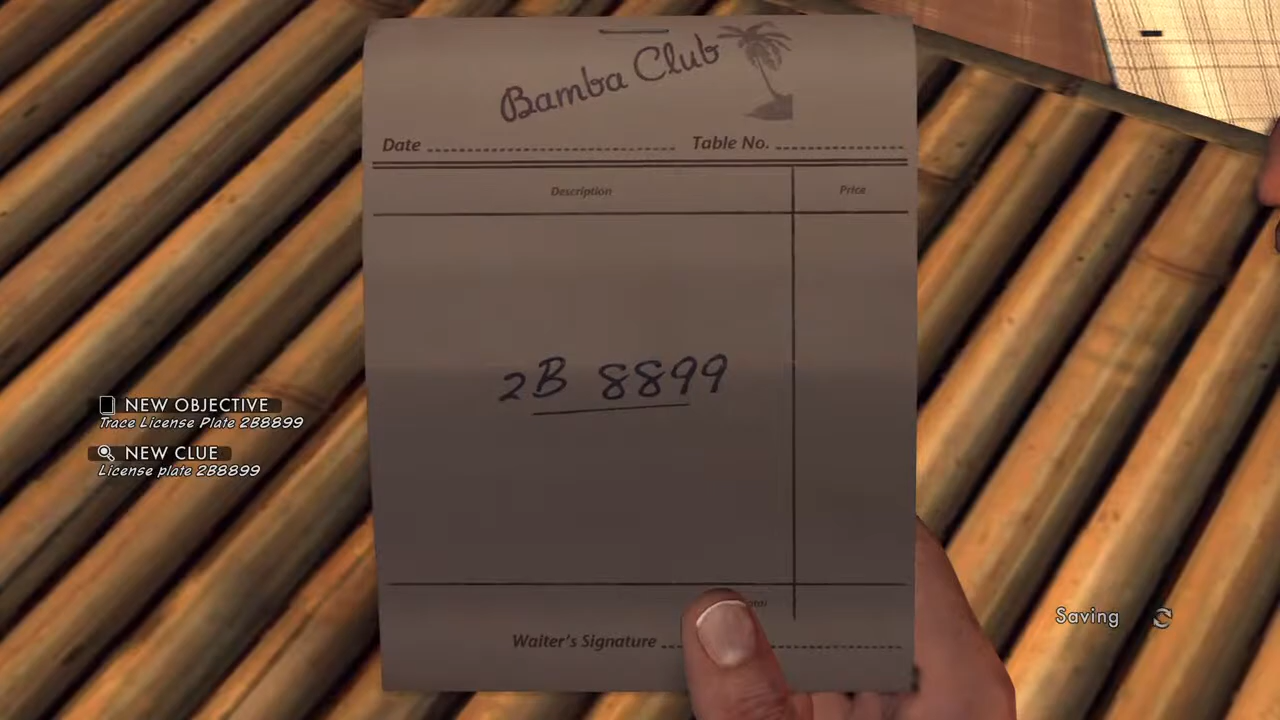 Bamba Club
Date
Table No.
Description
Price
2B 8899
NEW OBJECTIVE
Trace License Plate 2B8899
NEW CLUE
License plate 2B8899
Saving
Waiter's Signature